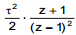 τ²/2 · (z + 1)/(z − 1)²